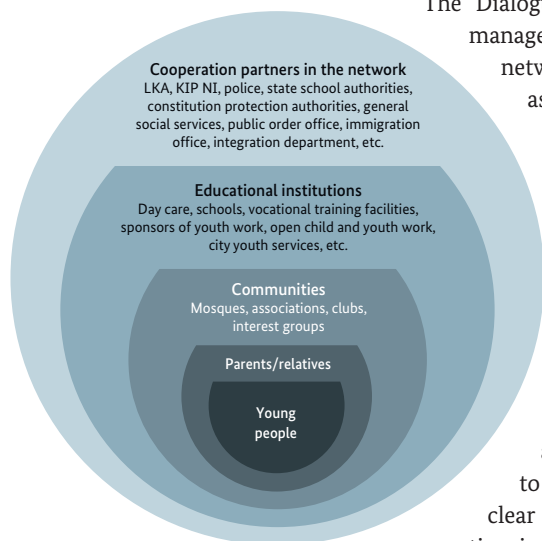 The "Dialog
manage
netw
as
Cooperation partners in the network
LKA, KIP NI, police, state school authorities,
constitution protection authorities, general
social services, public order office, immigration
office, integration department, etc.
Educational institutions
Day care, schools, vocational training facilities,
sponsors of youth work, open child and youth work,
city youth services, etc.
Communities
Mosques, associations, clubs,
interest groups
Parents/relatives
Young
people
to
clear